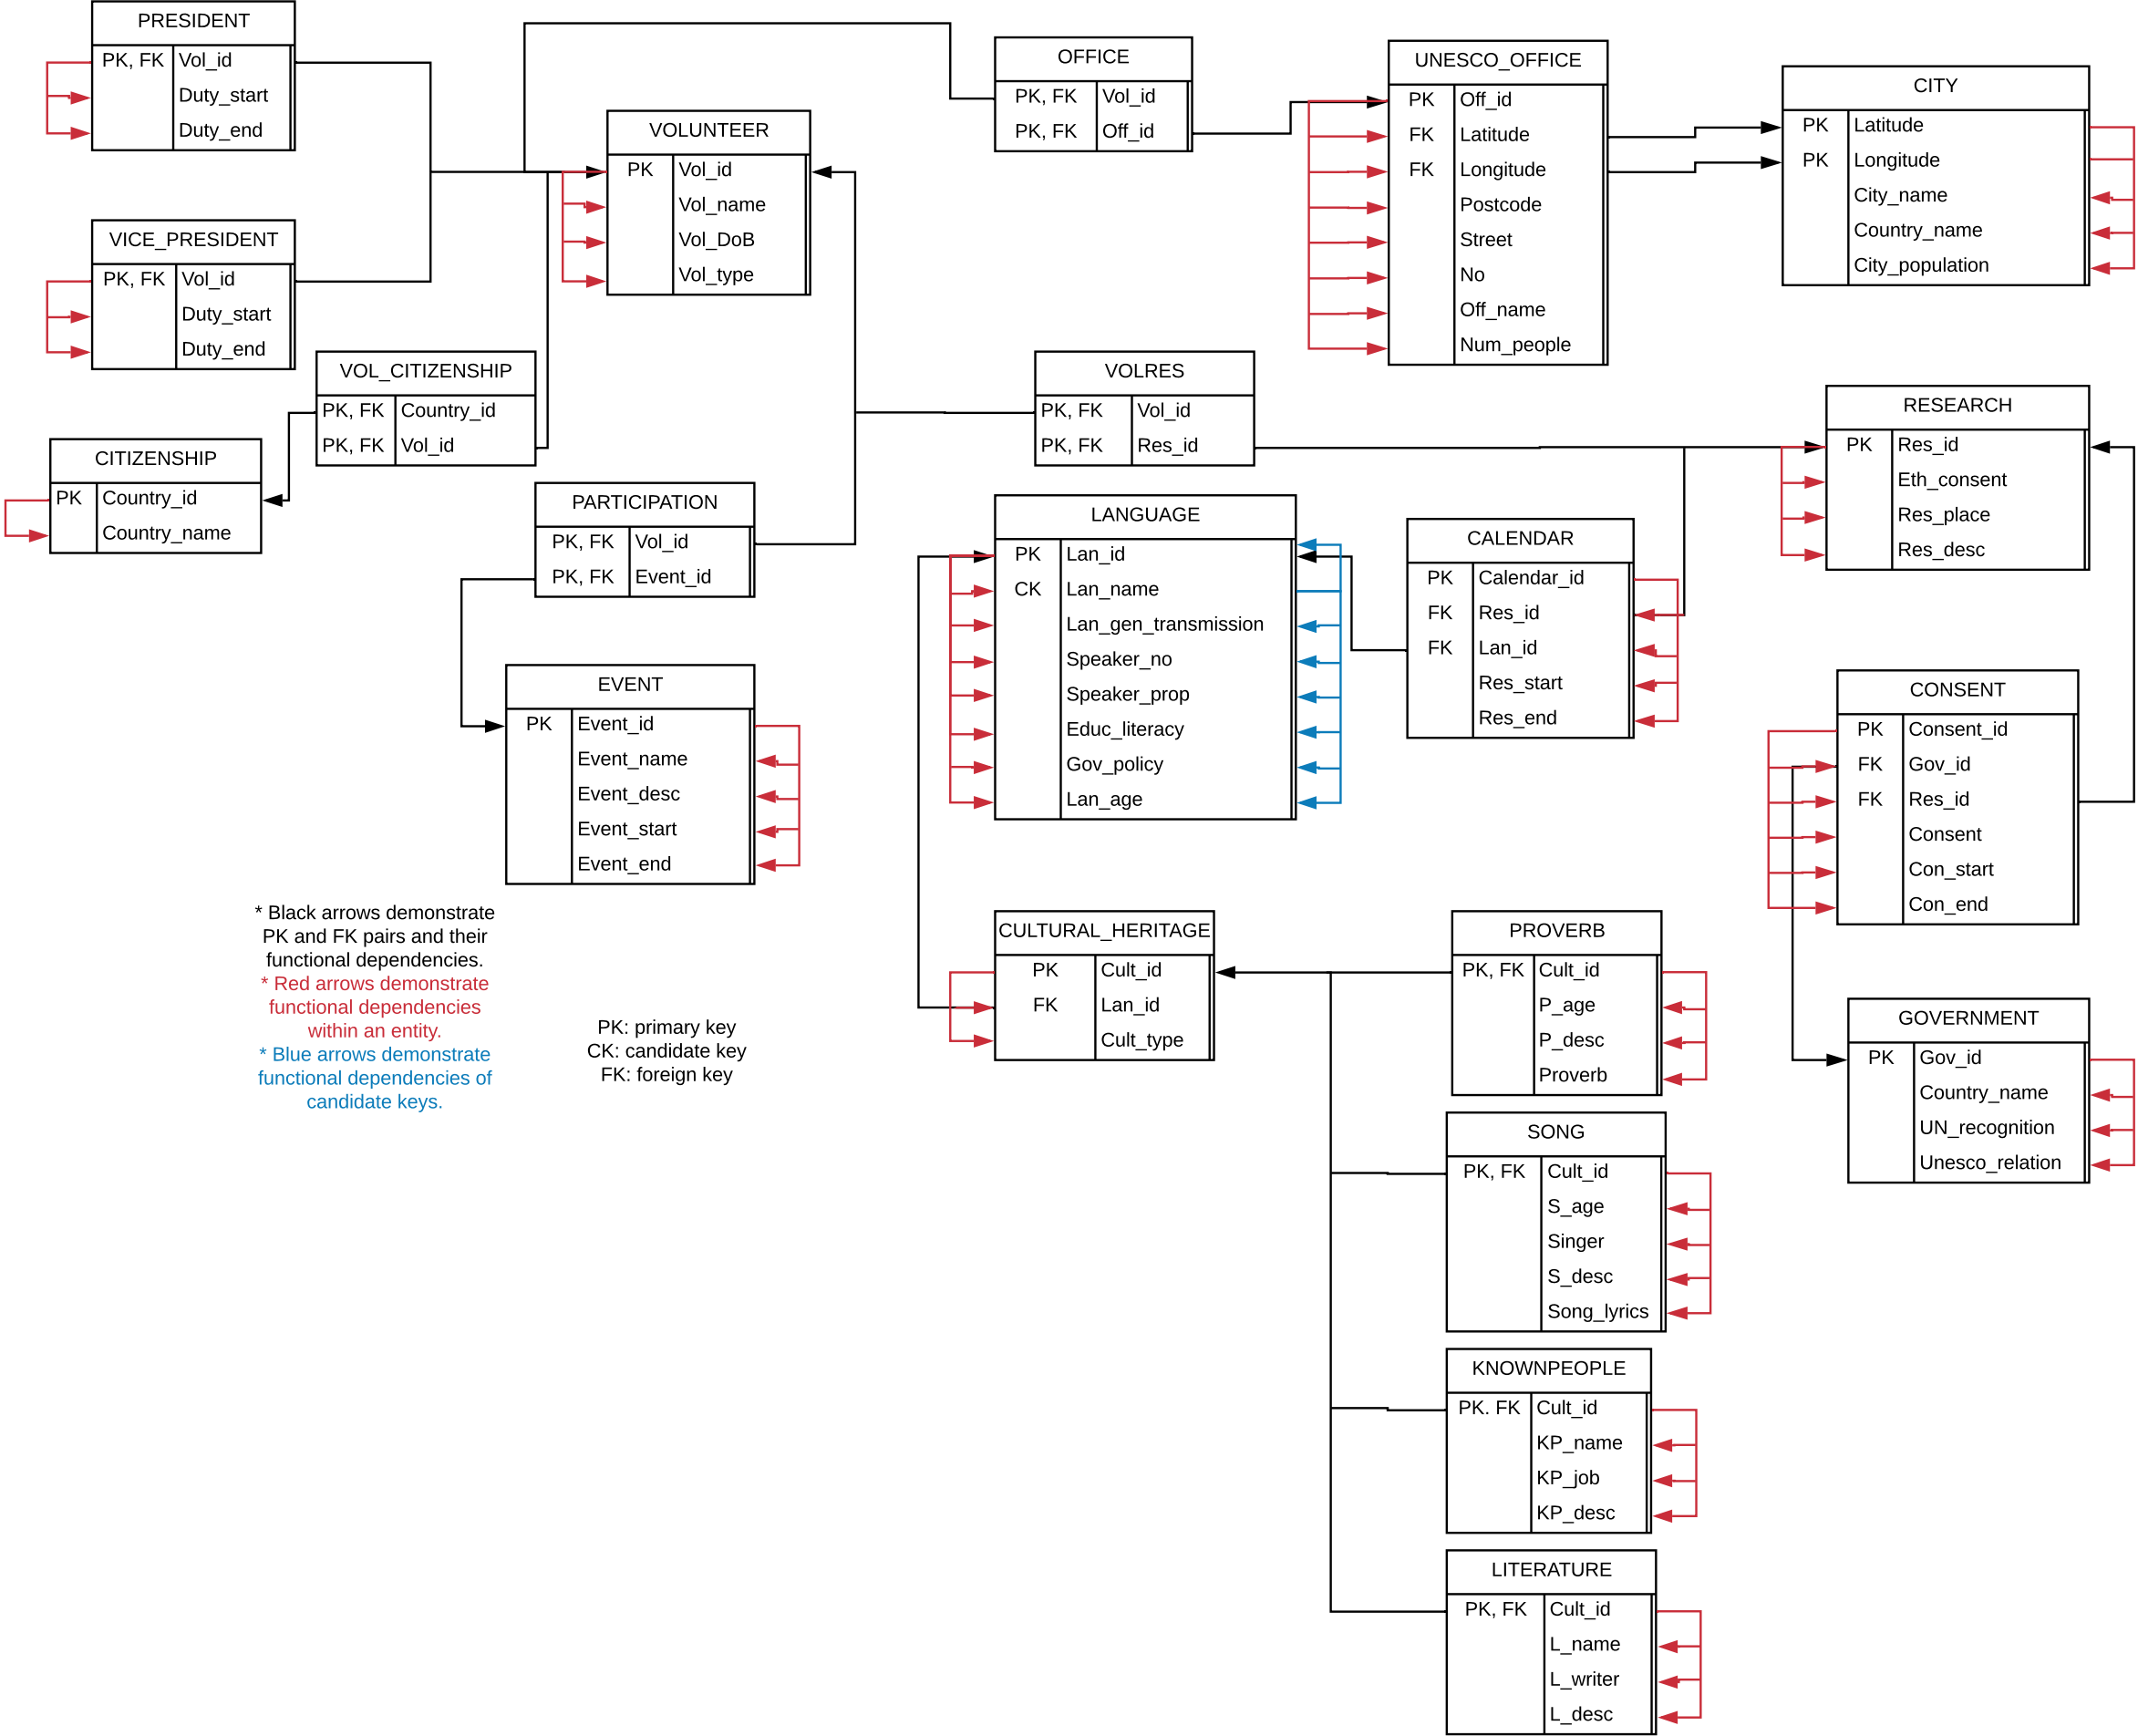 PRESIDENT
PK, FK Vol_id
Duty_start
Duty_end
VICE_PRESIDENT
PK, FK Vol_id
Duty_start
Duty_end
VOLUNTEER
PK Vol_id
Vol_name
Vol_DoB
Vol_type
OFFICE
PK, FK Vol_id
PK, FK Off_id
UNESCO_OFFICE
PK Off_id
FK Latitude
FK Longitude
Postcode
Street
No
Off_name
Num_people
CITY
PK Latitude
PK Longitude
City_name
Country_name
City_population
VOL_CITIZENSHIP
PK, FK Country_id
PK, FK Vol_id
CITIZENSHIP
PK Country_id
Country_name
PARTICIPATION
PK, FK Vol_id
PK, FK Event_id
VOLRES
PK, FK Vol_id
PK, FK Res_id
RESEARCH
PK Res_id
Eth_consent
Res_place
Res_desc
LANGUAGE
PK Lan_id
CK Lan_name
Lan_gen_transmission
Speaker_no
Speaker_prop
Educ_literacy
Gov_policy
Lan_age
CALENDAR
PK Calendar_id
FK Res_id
FK Lan_id
Res_start
Res_end
EVENT
PK Event_id
Event_name
Event_desc
Event_start
Event_end
CONSENT
PK Consent_id
FK Gov_id
FK Res_id
Consent
Con_start
Con_end
* Black arrows demonstrate
PK and FK pairs and their
functional dependencies.
* Red arrows demonstrate
functional dependencies
within an entity.
* Blue arrows demonstrate
functional dependencies of
candidate keys.
PK: primary key
CK: candidate key
FK: foreign key
CULTURAL_HERITAGE
PK Cult_id
FK Lan_id
Cult_type
PROVERB
PK, FK Cult_id
P_age
P_desc
Proverb
GOVERNMENT
PK Gov_id
Country_name
UN_recognition
Unesco_relation
SONG
PK, FK Cult_id
S_age
Singer
S_desc
Song_lyrics
KNOWNPEOPLE
PK. FK Cult_id
KP_name
KP_job
KP_desc
LITERATURE
PK, FK Cult_id
L_name
L_writer
L_desc